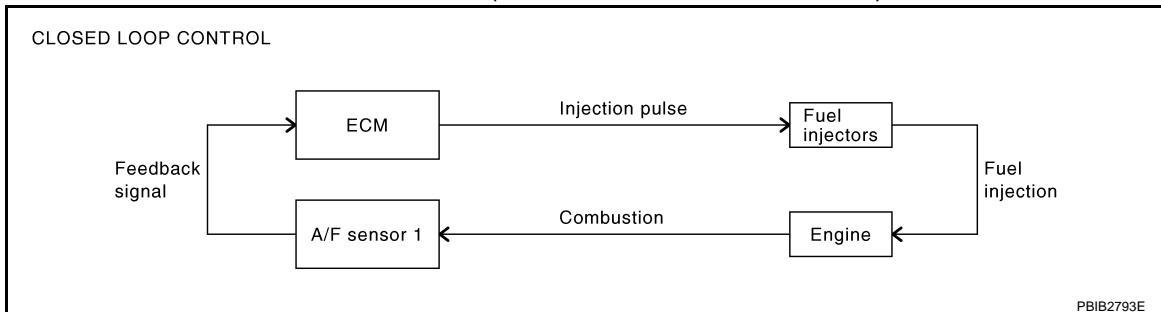 CLOSED LOOP CONTROL
ECM
Injection pulse
Fuel
injectors
Feedback
signal
Fuel
injection
A/F sensor 1
Combustion
Engine
PBIB2793E